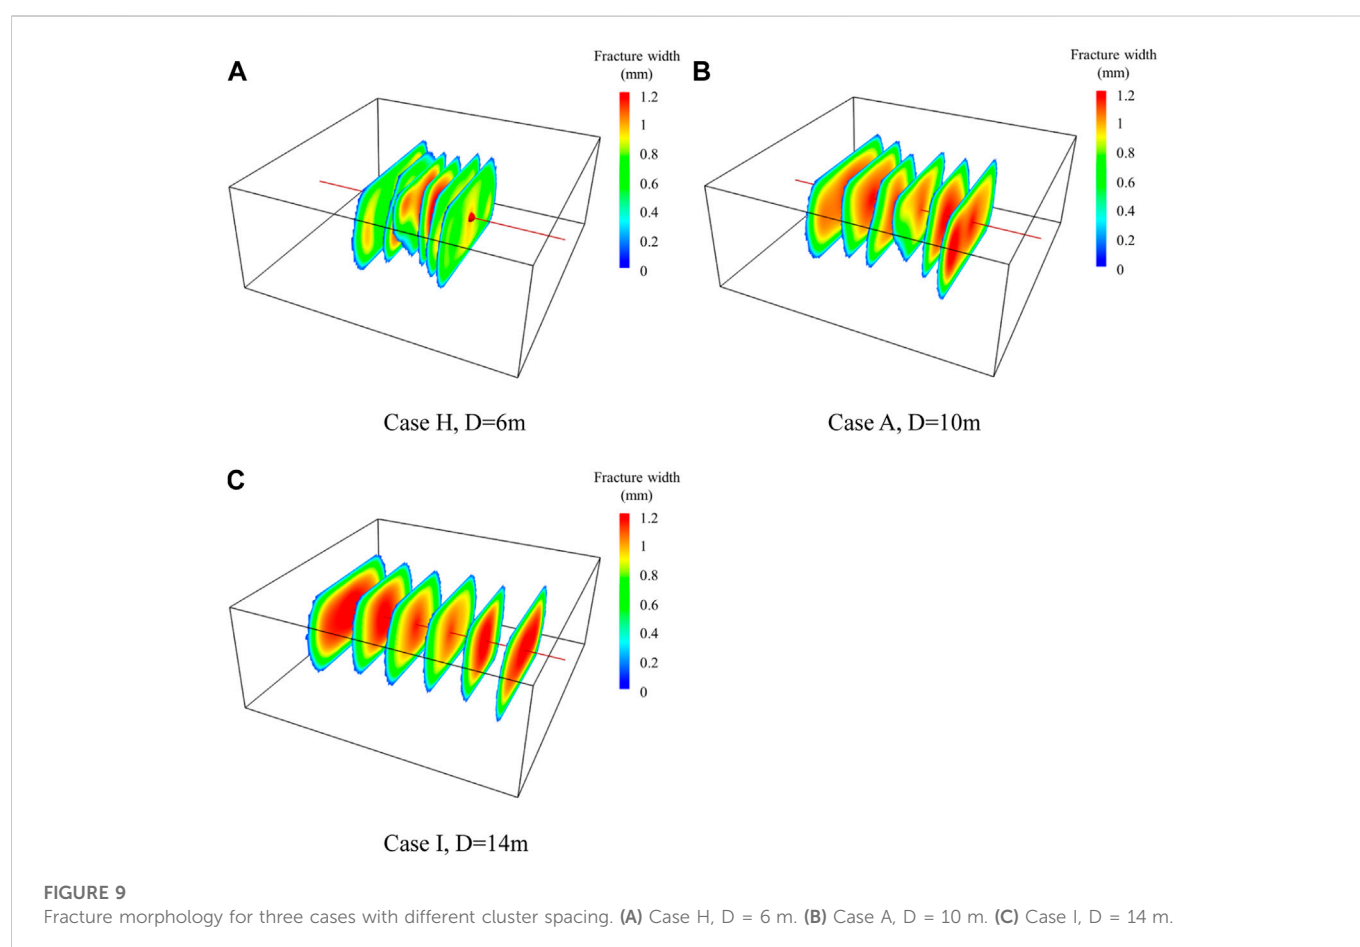 A
Fracture width
(mm)
1.2
1
0.8
0.6
0.4
0.2
0
Case H, D=6m
B
Fracture width
(mm)
1.2
1
0.8
0.6
0.4
0.2
0
Case A, D=10m
C
Fracture width
(mm)
1.2
1
0.8
0.6
0.4
0.2
0
Case I, D=14m
FIGURE 9
Fracture morphology for three cases with different cluster spacing. (A) Case H, D = 6 m. (B) Case A, D = 10 m. (C) Case I, D = 14 m.